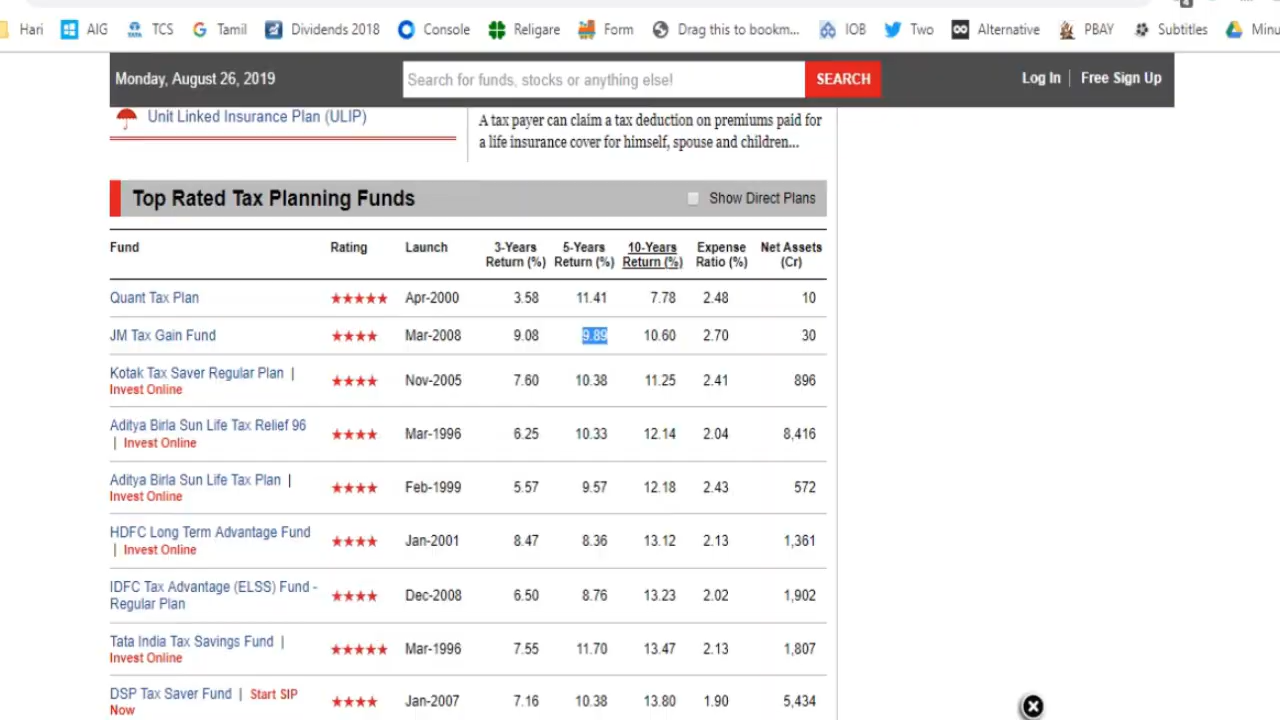 Hari AIG TCS Tamil Dividends 2018 Console Religare Form Drag this to bookm... IOB Two Alternative PBAY Subtitles Minu
Monday, August 26, 2019 Search for funds, stocks or anything else! SEARCH Log In Free Sign Up
Unit Linked Insurance Plan (ULIP)
A tax payer can claim a tax deduction on premiums paid for
a life insurance cover for himself, spouse and children...
Top Rated Tax Planning Funds Show Direct Plans
Fund Rating Launch 3-Years 5-Years 10-Years Expense Net Assets
Return (%) Return (%) Return (%) Ratio (%) (Cr)
Quant Tax Plan ★★★★★ Apr-2000 3.58 11.41 7.78 2.48 10
JM Tax Gain Fund ★★★★ Mar-2008 9.08 9.89 10.60 2.70 30
Kotak Tax Saver Regular Plan |
Invest Online ★★★★ Nov-2005 7.60 10.38 11.25 2.41 896
Aditya Birla Sun Life Tax Relief 96
| Invest Online ★★★★ Mar-1996 6.25 10.33 12.14 2.04 8,416
Aditya Birla Sun Life Tax Plan |
Invest Online ★★★★ Feb-1999 5.57 9.57 12.18 2.43 572
HDFC Long Term Advantage Fund
| Invest Online ★★★★ Jan-2001 8.47 8.36 13.12 2.13 1,361
IDFC Tax Advantage (ELSS) Fund -
Regular Plan ★★★★ Dec-2008 6.50 8.76 13.23 2.02 1,902
Tata India Tax Savings Fund |
Invest Online ★★★★★ Mar-1996 7.55 11.70 13.47 2.13 1,807
DSP Tax Saver Fund | Start SIP
Now ★★★★ Jan-2007 7.16 10.38 13.80 1.90 5,434